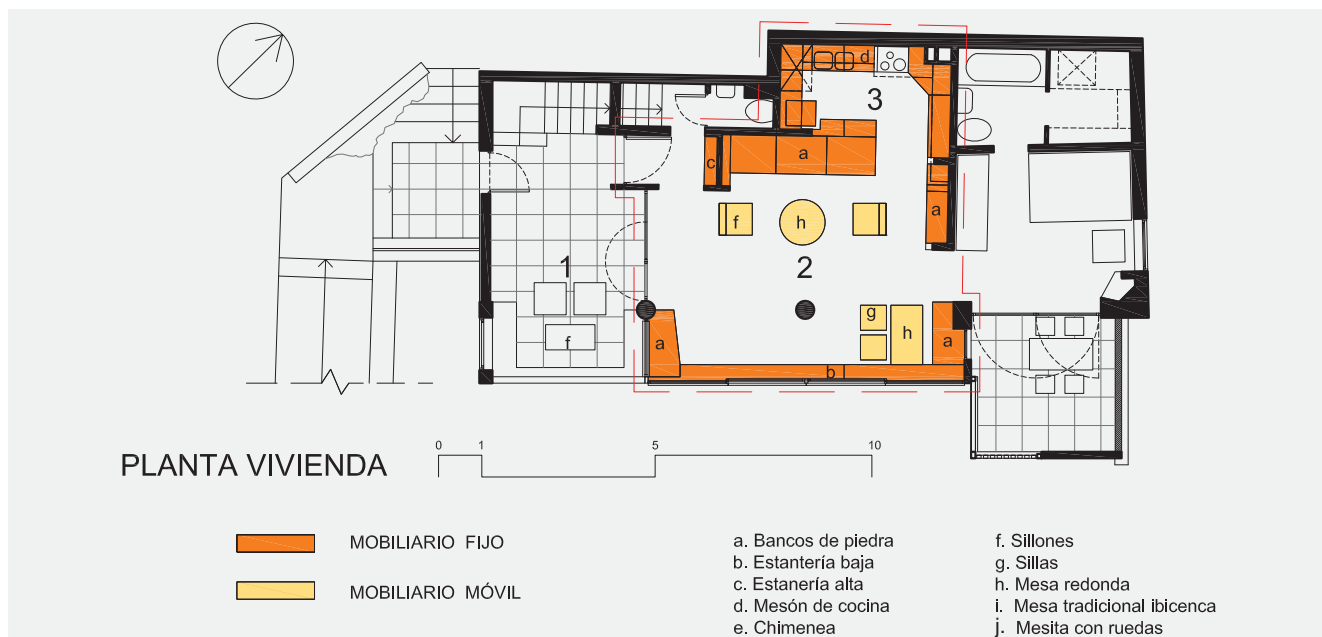 d
3
a
c
a
f
h
1
2
g
h
a
a
f
b
0 1 5 10
PLANTA VIVIENDA
MOBILIARIO FIJO
MOBILIARIO MÓVIL
a. Bancos de piedra
b. Estantería baja
c. Estanería alta
d. Mesón de cocina
e. Chimenea
f. Sillones
g. Sillas
h. Mesa redonda
i. Mesa tradicional ibicenca
j. Mesita con ruedas